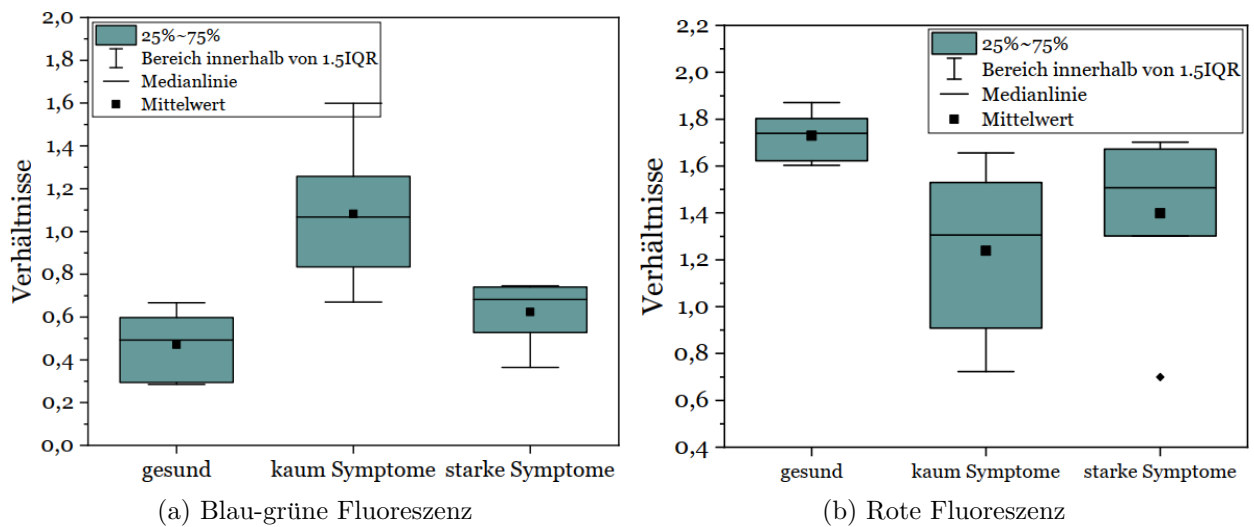 2,0
1,8
1,6
1,4
1,2
1,0
0,8
0,6
0,4
0,2
0,0
Verhältnisse
25%~75%
Bereich innerhalb von 1.5IQR
Medianlinie
Mittelwert
gesund
kaum Symptome
starke Symptome
(a) Blau-grüne Fluoreszenz
2,2
2,0
1,8
1,6
1,4
1,2
1,0
0,8
0,6
0,4
Verhältnisse
25%~75%
Bereich innerhalb von 1.5IQR
Medianlinie
Mittelwert
gesund
kaum Symptome
starke Symptome
(b) Rote Fluoreszenz